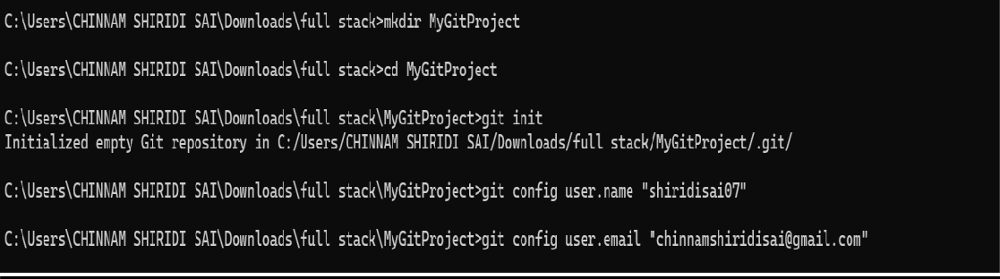 C:\Users\CHINNAM SHIRIDI SAI\Downloads\full stack>mkdir MyGitProject
C:\Users\CHINNAM SHIRIDI SAI\Downloads\full stack>cd MyGitProject
C:\Users\CHINNAM SHIRIDI SAI\Downloads\full stack\MyGitProject>git init
Initialized empty Git repository in C:/Users/CHINNAM SHIRIDI SAI/Downloads/full stack/MyGitProject/.git/
C:\Users\CHINNAM SHIRIDI SAI\Downloads\full stack\MyGitProject>git config user.name "shiridisai07"
C:\Users\CHINNAM SHIRIDI SAI\Downloads\full stack\MyGitProject>git config user.email "chinnamshiridisai@gmail.com"